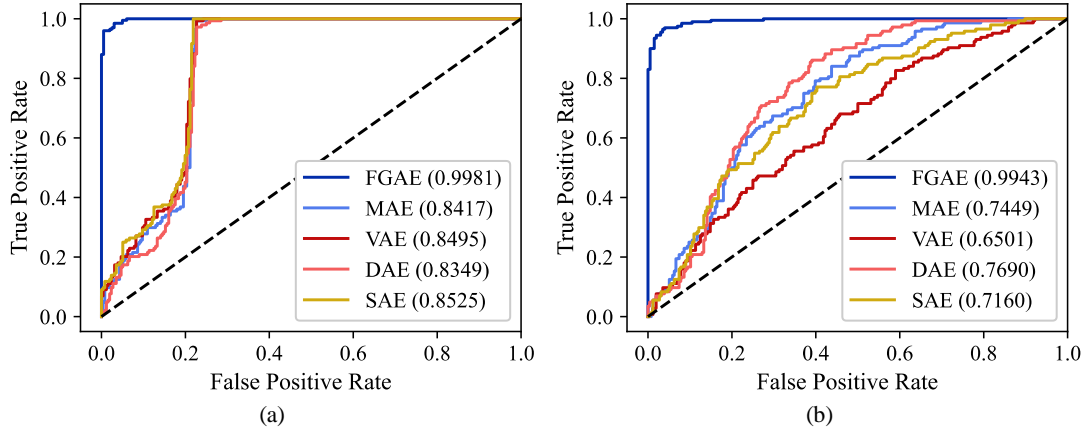 True Positive Rate
1.0
0.8
0.6
0.4
0.2
0.0
FGAE (0.9981)
MAE (0.8417)
VAE (0.8495)
DAE (0.8349)
SAE (0.8525)
0.0 0.2 0.4 0.6 0.8 1.0
False Positive Rate
(a)
True Positive Rate
1.0
0.8
0.6
0.4
0.2
0.0
FGAE (0.9943)
MAE (0.7449)
VAE (0.6501)
DAE (0.7690)
SAE (0.7160)
0.0 0.2 0.4 0.6 0.8 1.0
False Positive Rate
(b)